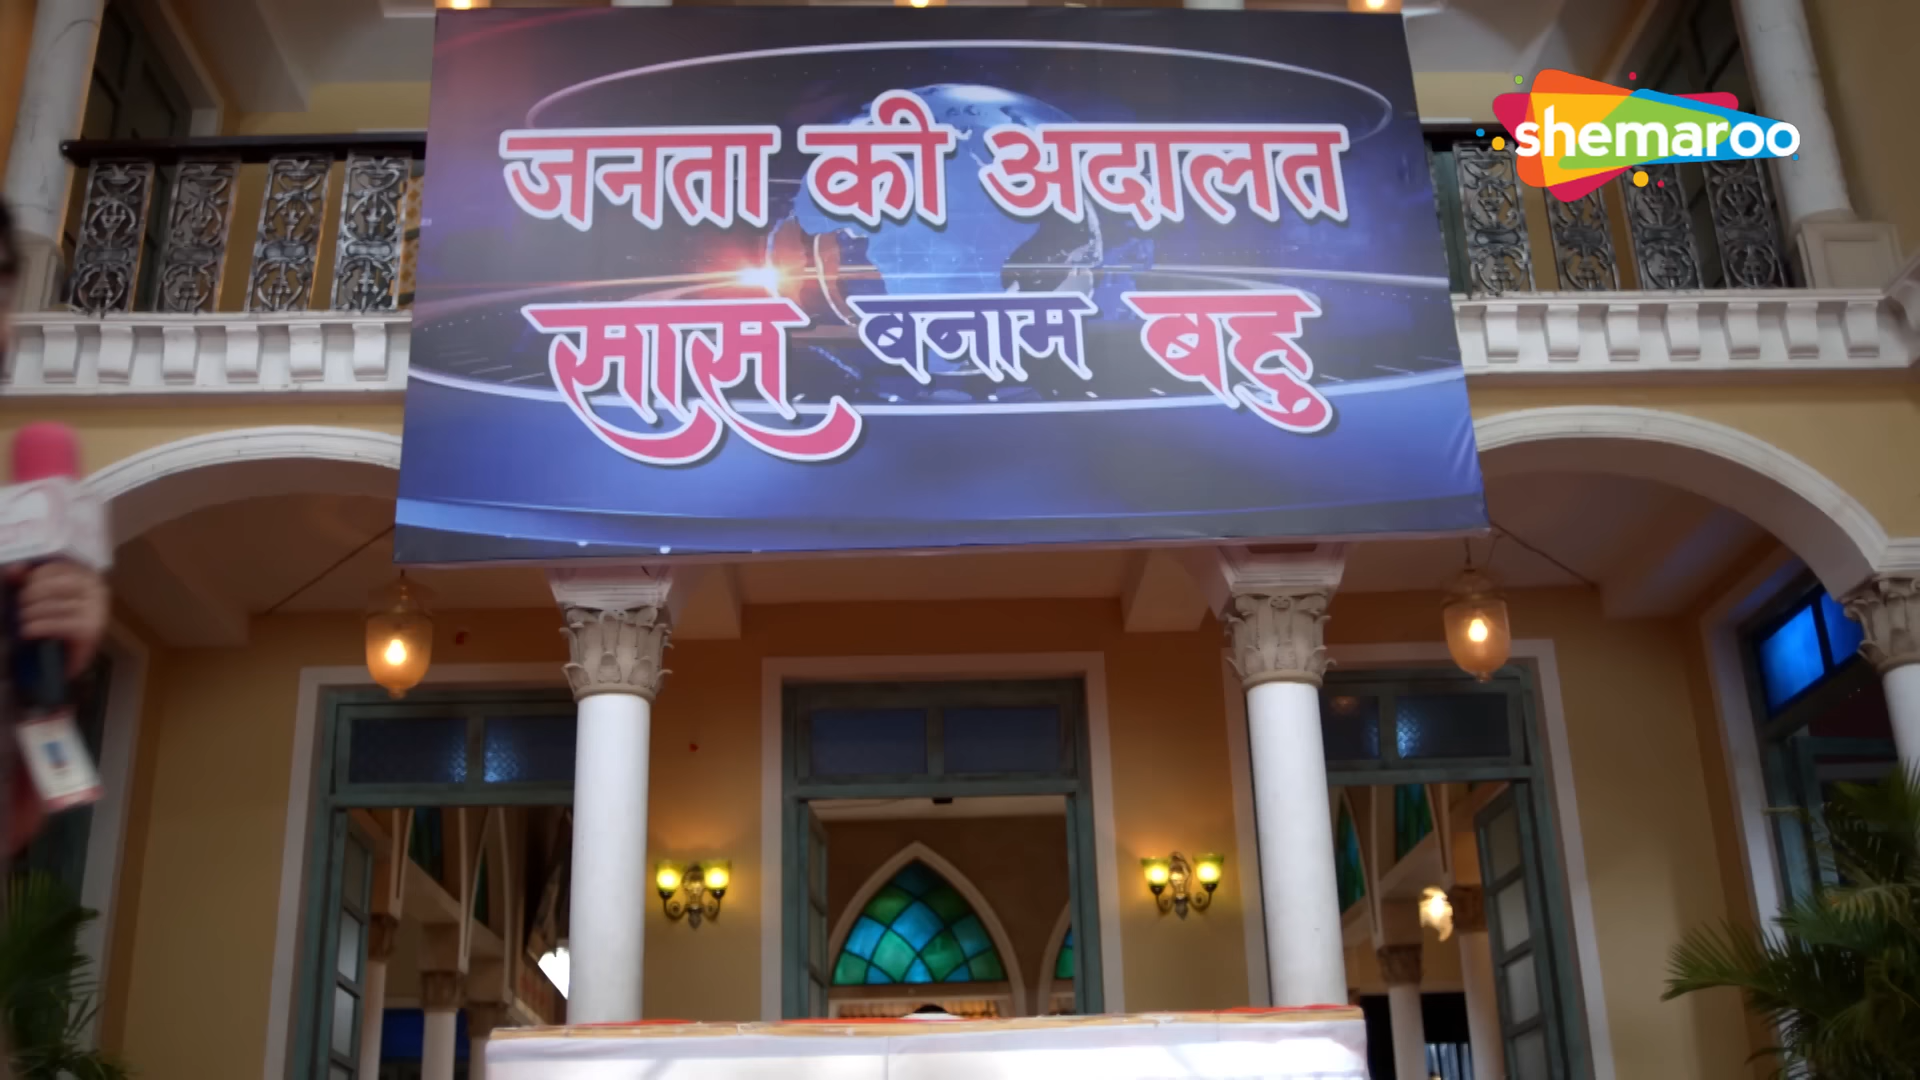 जनता की अदालत
सास बनाम बहु
shemaroo